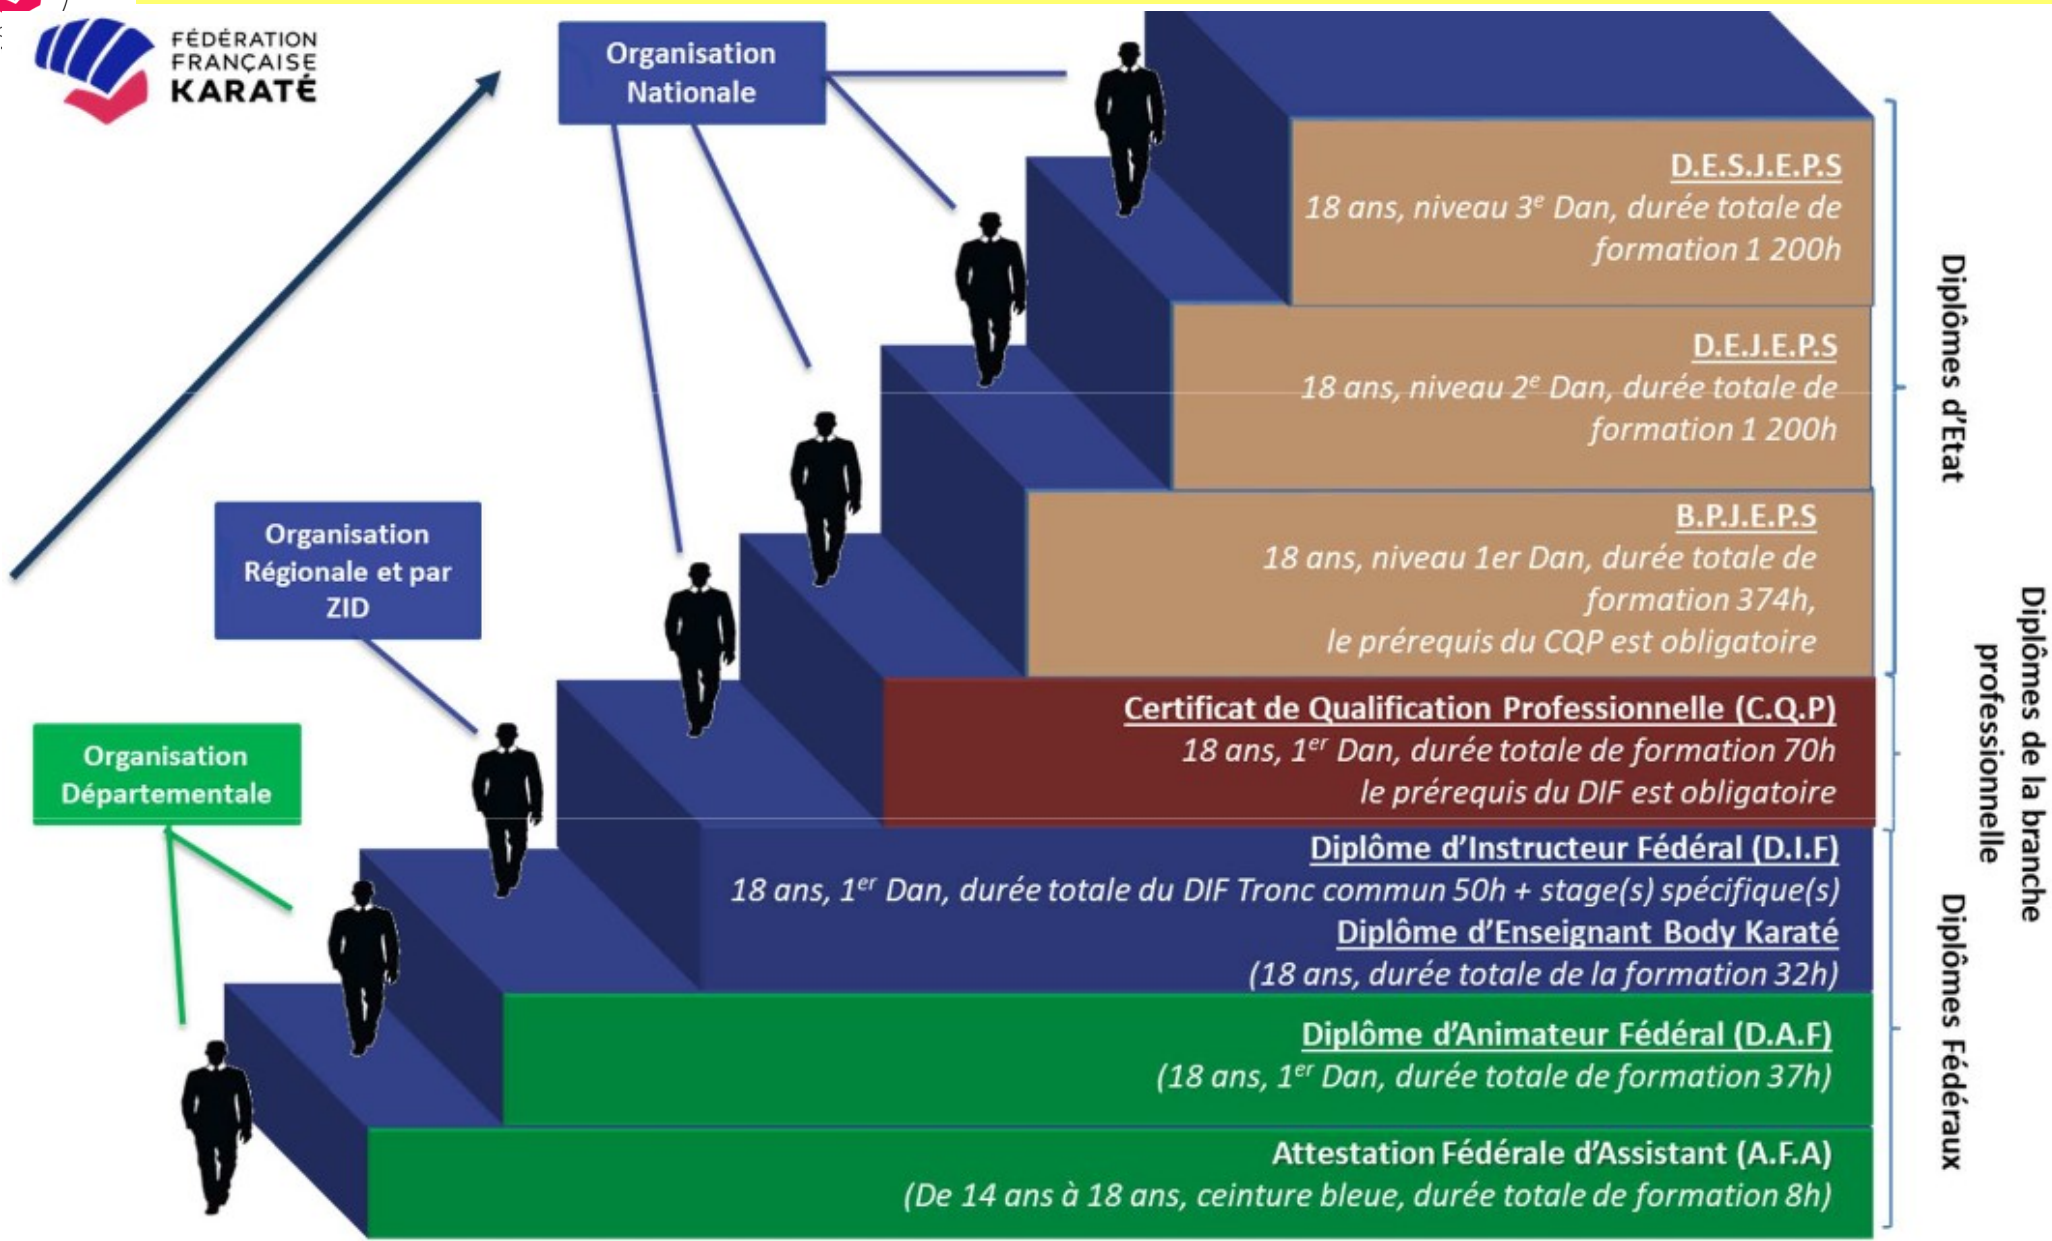 FÉDÉRATION
FRANÇAISE
KARATÉ
Organisation
Nationale
D.E.S.J.E.P.S
18 ans, niveau 3e Dan, durée totale de
formation 1 200h
D.E.J.E.P.S
18 ans, niveau 2e Dan, durée totale de
formation 1 200h
B.P.J.E.P.S
18 ans, niveau 1er Dan, durée totale de
formation 374h,
le prérequis du CQP est obligatoire
Diplômes d'Etat
Organisation
Régionale et par
ZID
Certificat de Qualification Professionnelle (C.Q.P)
18 ans, 1er Dan, durée totale de formation 70h
le prérequis du DIF est obligatoire
Diplômes de la branche
professionnelle
Organisation
Départementale
Diplôme d'Instructeur Fédéral (D.I.F)
18 ans, 1er Dan, durée totale du DIF Tronc commun 50h + stage(s) spécifique(s)
Diplôme d'Enseignant Body Karaté
(18 ans, durée totale de la formation 32h)
Diplôme d'Animateur Fédéral (D.A.F)
(18 ans, 1er Dan, durée totale de formation 37h)
Attestation Fédérale d'Assistant (A.F.A)
(De 14 ans à 18 ans, ceinture bleue, durée totale de formation 8h)
Diplômes Fédéraux